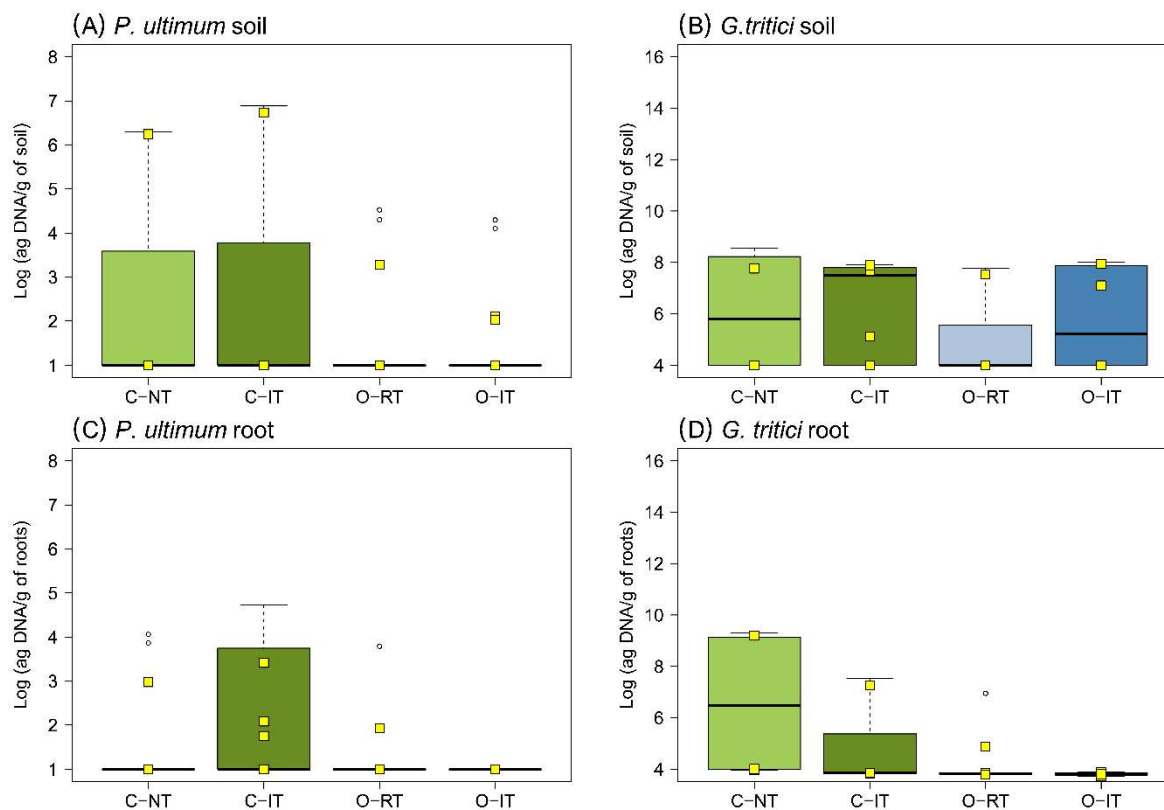 (A) P. ultimum soil
Log (ag DNA/g of soil)
8
7
6
5
4
3
2
1
C-NT C-IT O-RT O-IT
(B) G.tritici soil
Log (ag DNA/g of soil)
16
14
12
10
8
6
4
C-NT C-IT O-RT O-IT
(C) P. ultimum root
Log (ag DNA/g of roots)
8
7
6
5
4
3
2
1
C-NT C-IT O-RT O-IT
(D) G. tritici root
Log (ag DNA/g of roots)
16
14
12
10
8
6
4
C-NT C-IT O-RT O-IT